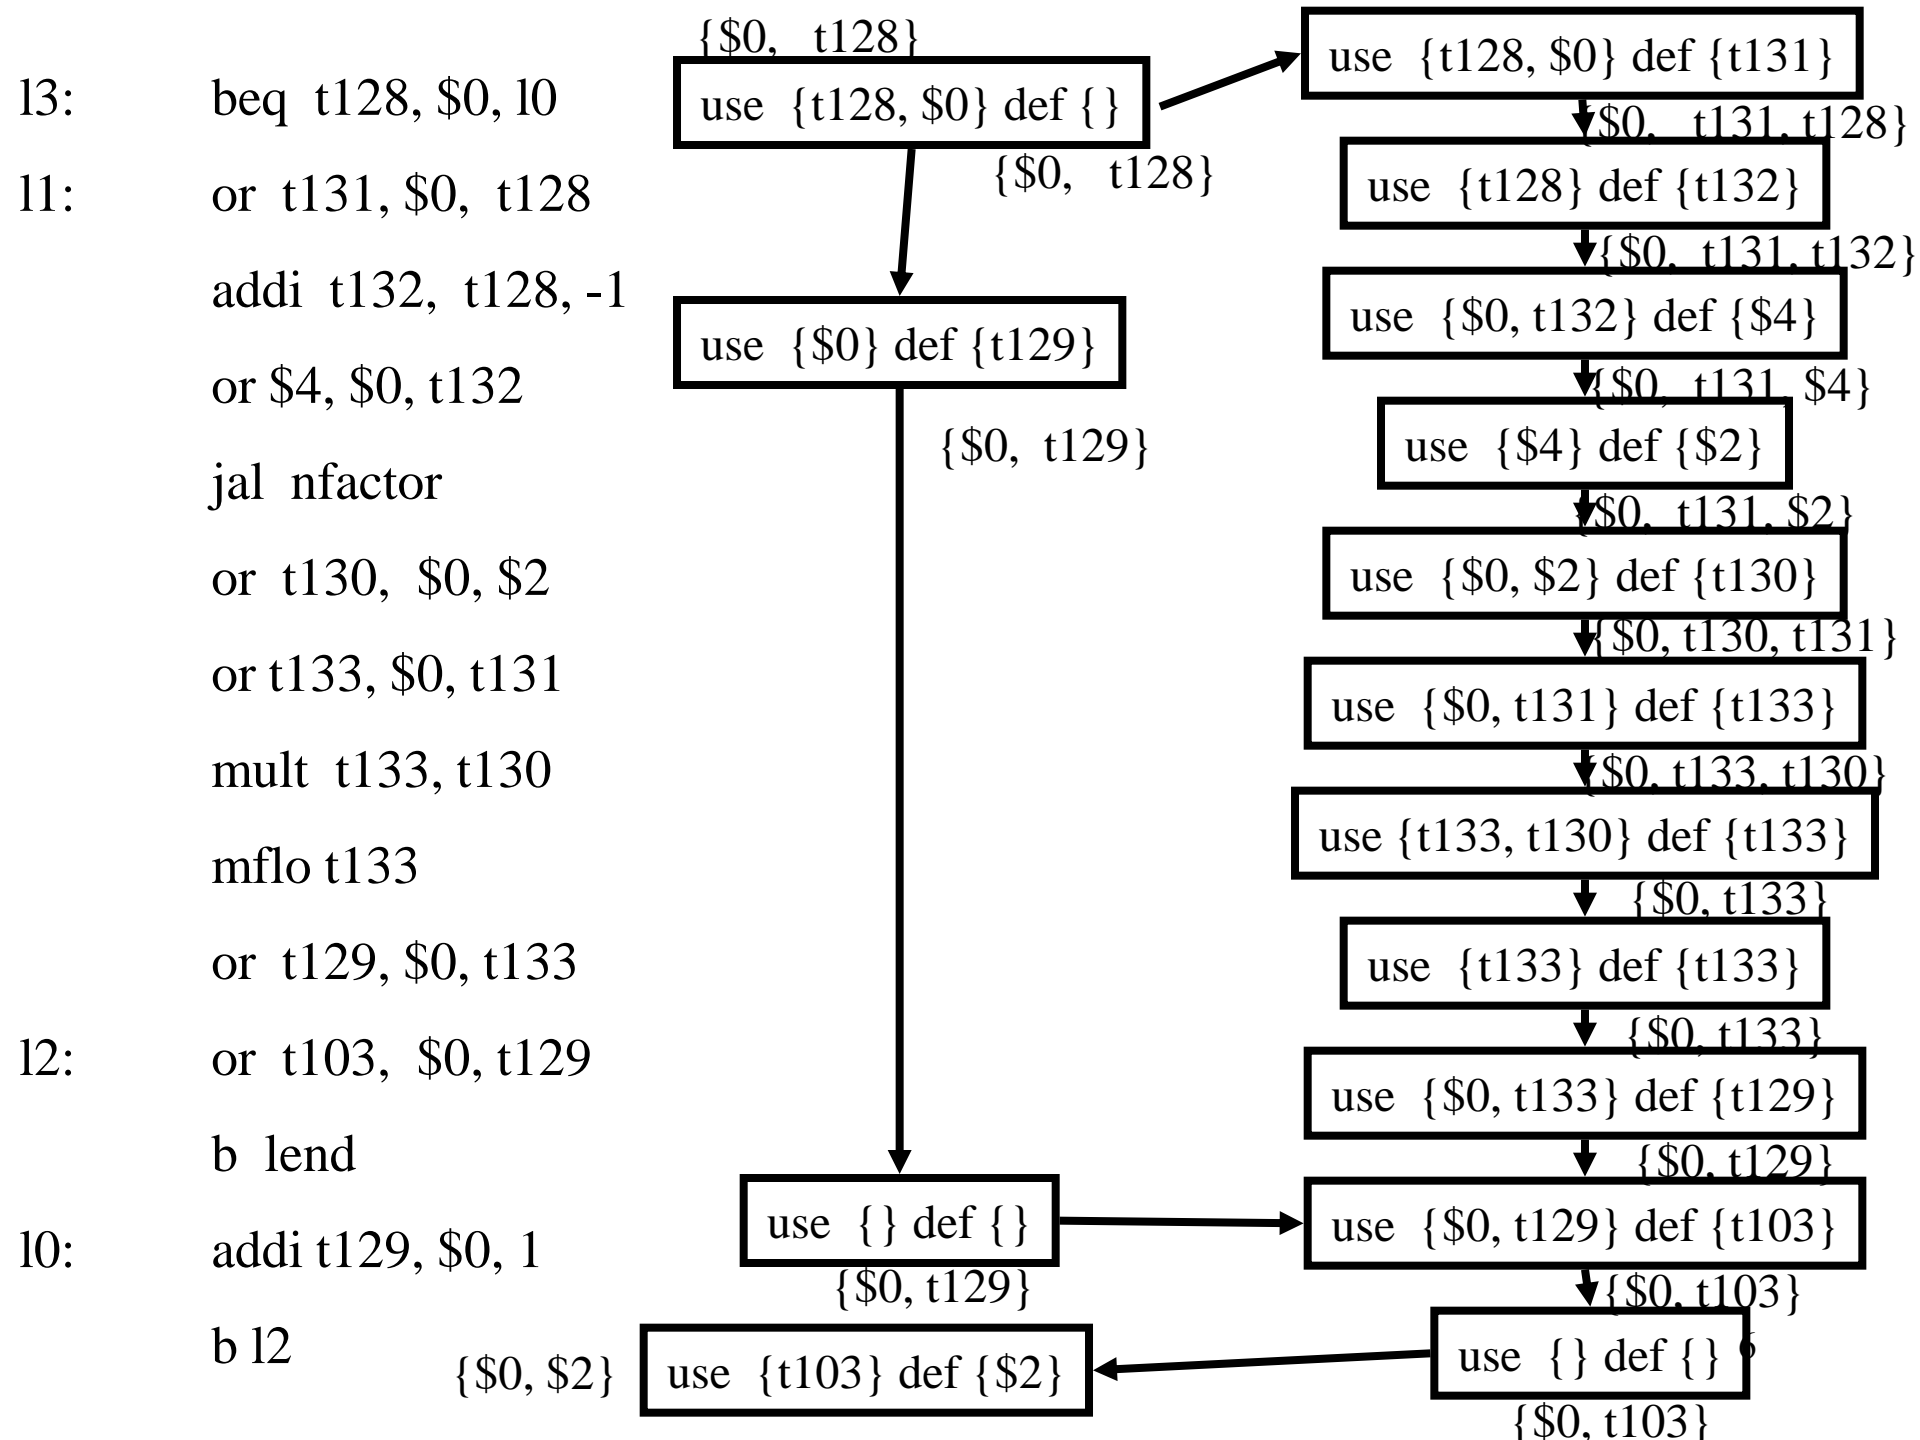 l3: beq t128, $0, l0
l1: or t131, $0, t128
addi t132, t128, -1
or $4, $0, t132
jal nfactor
or t130, $0, $2
or t133, $0, t131
mult t133, t130
mflo t133
or t129, $0, t133
l2: or t103, $0, t129
b lend
l0: addi t129, $0, 1
b l2
{$0, t128}
use {t128, $0} def {}
{$0, t128}
use {$0} def {t129}
{$0, t129}
use {} def {}
{$0, t129}
use {t128, $0} def {t131}
{$0, t131, t128}
use {t128} def {t132}
{$0, t131, t132}
use {$0, t132} def {$4}
{$0, t131, $4}
use {$4} def {$2}
{$0, t131, $2}
use {$0, $2} def {t130}
{$0, t130, t131}
use {$0, t131} def {t133}
{$0, t133, t130}
use {t133, t130} def {t133}
{$0, t133}
use {t133} def {t133}
{$0, t133}
use {$0, t133} def {t129}
{$0, t129}
use {$0, t129} def {t103}
{$0, t103}
use {} def {}
6
{$0, t103}
use {t103} def {$2}
{$0, $2}